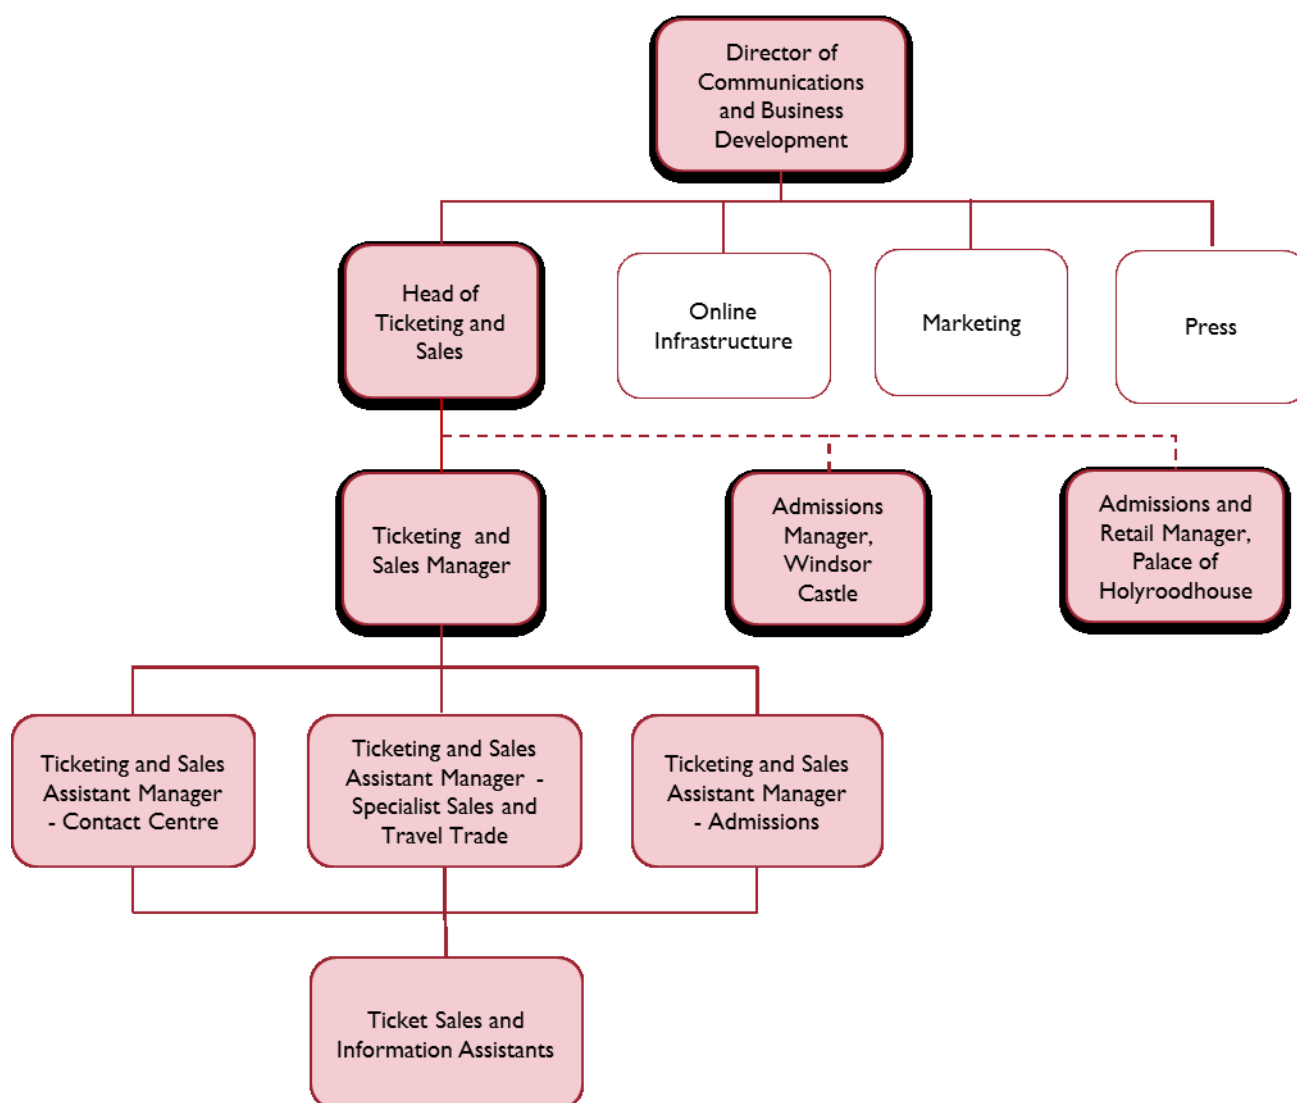 Director of
Communications
and Business
Development
Head of
Ticketing and
Sales
Online
Infrastructure
Marketing
Press
Ticketing and
Sales Manager
Admissions
Manager,
Windsor
Castle
Admissions and
Retail Manager,
Palace of
Holyroodhouse
Ticketing and Sales
Assistant Manager
- Contact Centre
Ticketing and Sales
Assistant Manager -
Specialist Sales and
Travel Trade
Ticketing and Sales
Assistant Manager
- Admissions
Ticket Sales and
Information Assistants